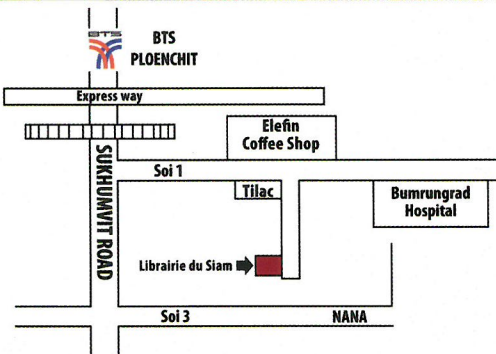 BTS
BTS
PLOENCHIT
Express way
Elefin
Coffee Shop
SUKHUMVIT ROAD
Soi 1
Tilac
Bumrungrad
Hospital
Librairie du Siam
Soi 3
NANA